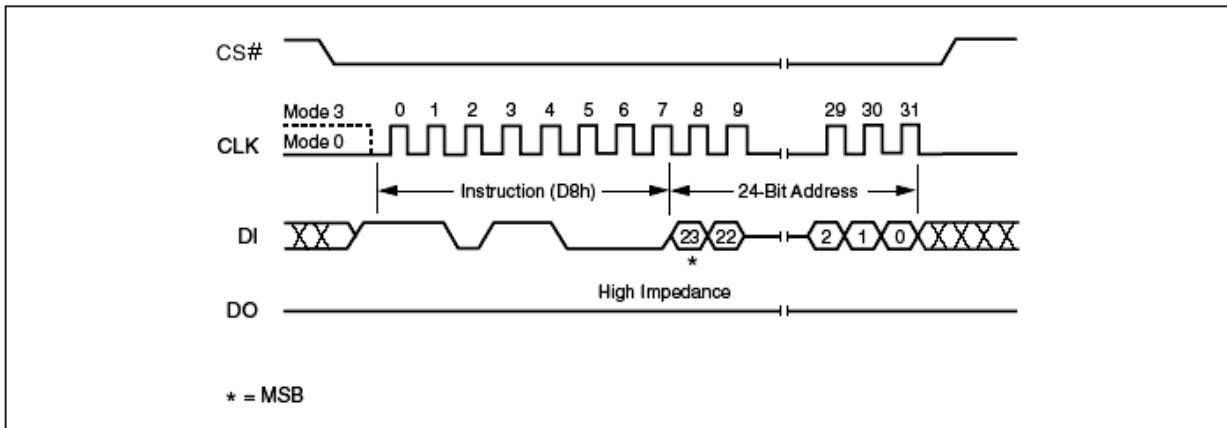 CS#
Mode 3 0 1 2 3 4 5 6 7 8 9 29 30 31
Mode 0
CLK
Instruction (D8h) 24-Bit Address
DI 23 22 2 1 0
*
High Impedance
DO
* = MSB